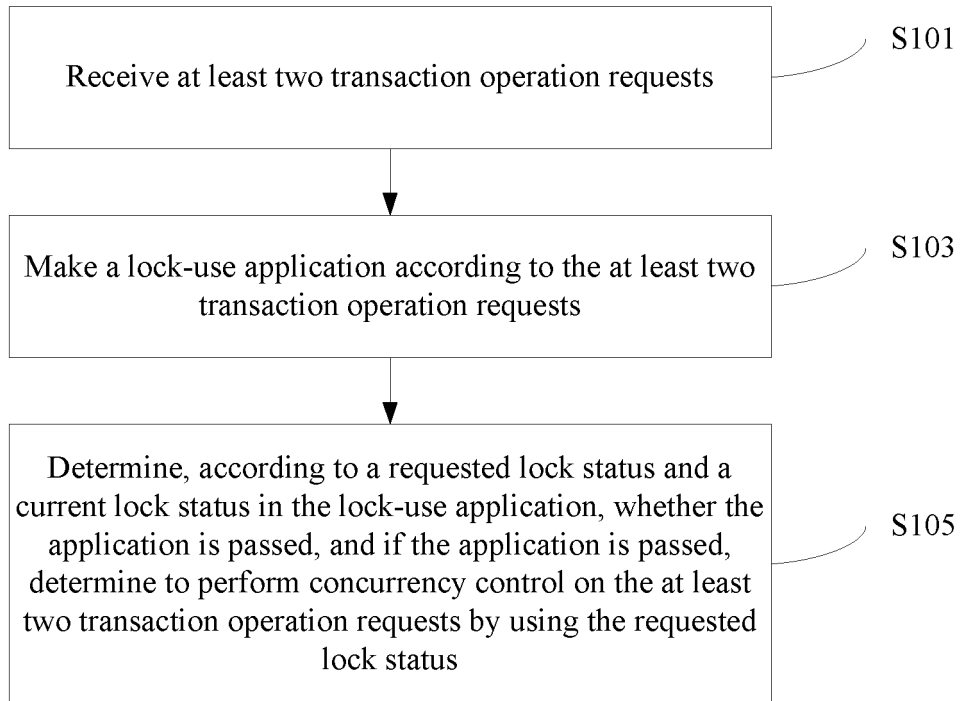 Receive at least two transaction operation requests
S101
Make a lock-use application according to the at least two
transaction operation requests
S103
Determine, according to a requested lock status and a
current lock status in the lock-use application, whether the
application is passed, and if the application is passed,
determine to perform concurrency control on the at least
two transaction operation requests by using the requested
lock status
S105